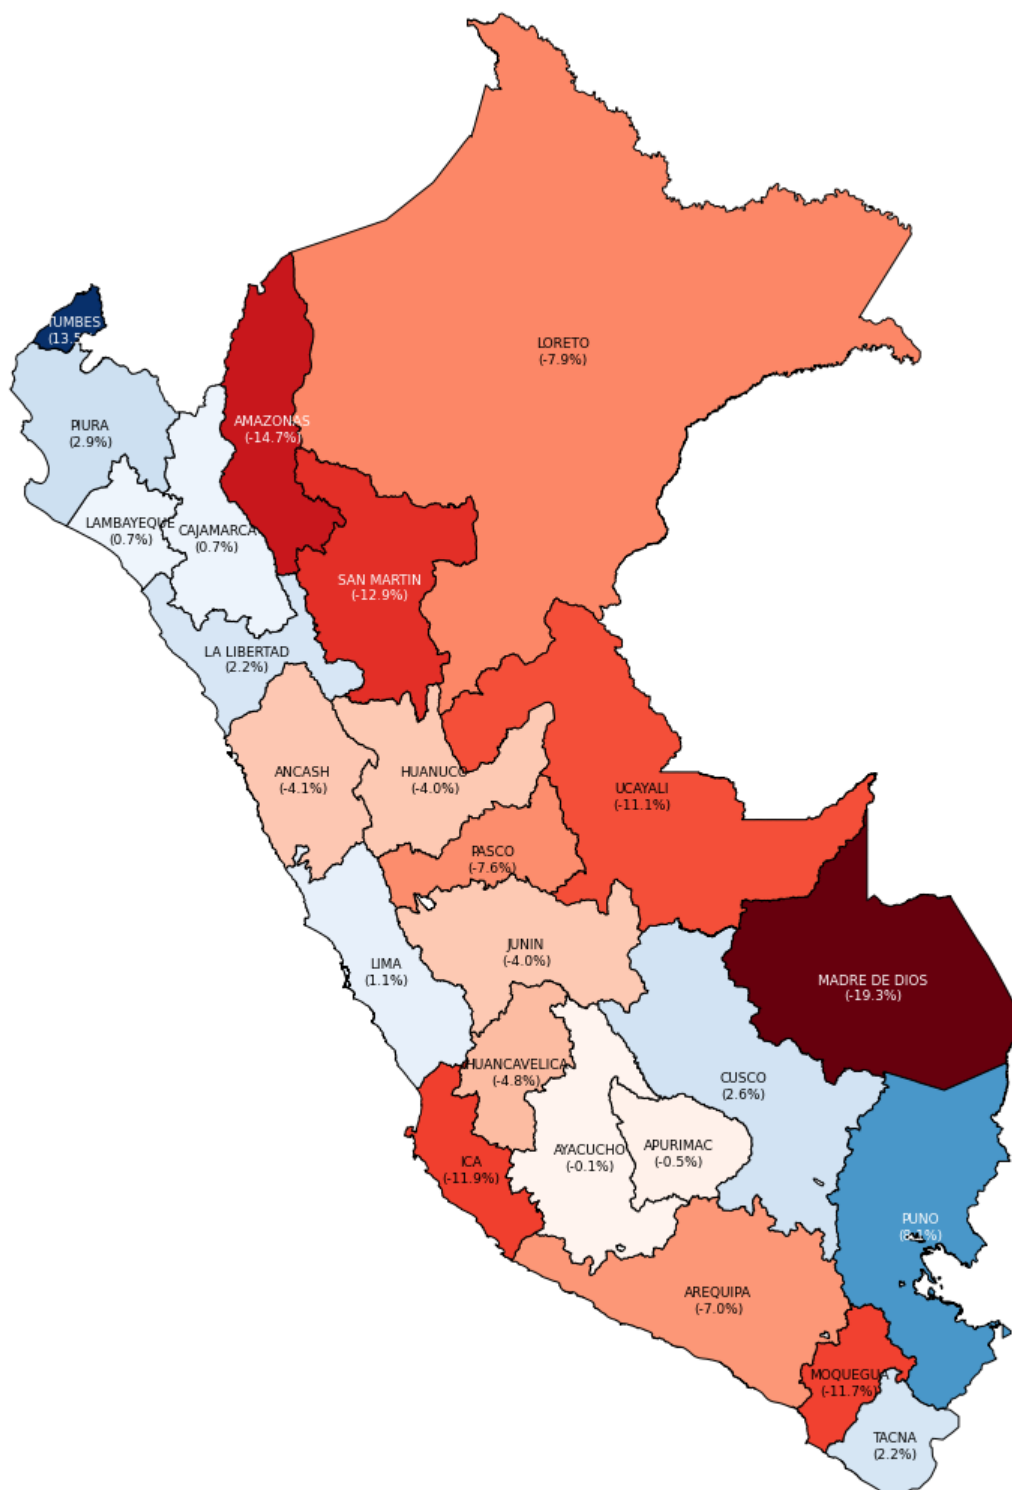 TUMBES
(13.5
LORETO
(-7.9%)
AMAZONAS
(-14.7%)
PIURA
(2.9%)
LAMBAYEQUE
(0.7%)
CAJAMARCA
(0.7%)
SAN MARTIN
(-12.9%)
LA LIBERTAD
(2.2%)
ANCASH
(-4.1%)
HUANUCO
(-4.0%)
UCAYALI
(-11.1%)
PASCO
(-7.6%)
JUNIN
(-4.0%)
LIMA
(1.1%)
MADRE DE DIOS
(-19.3%)
HUANCAVELICA
(-4.8%)
CUSCO
(2.6%)
AYACUCHO
(-0.1%)
APURIMAC
(-0.5%)
ICA
(-11.9%)
PUNO
(8.1%)
AREQUIPA
(-7.0%)
MOQUEGUA
(-11.7%)
TACNA
(2.2%)